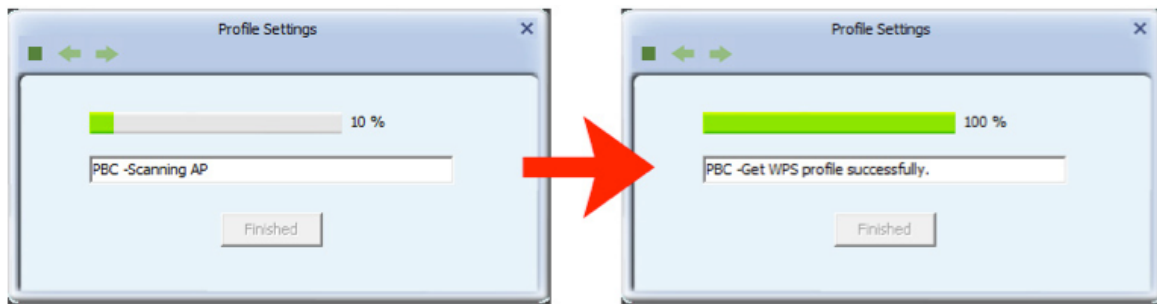 Profile Settings
10 %
PBC -Scanning AP
Finished
Profile Settings
100 %
PBC -Get WPS profile successfully.
Finished